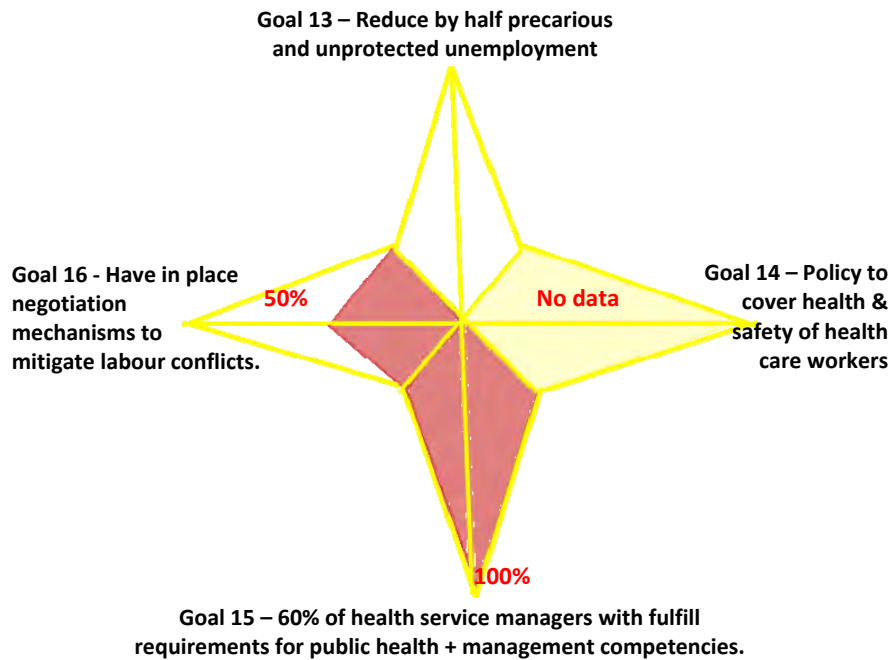 Goal 13 – Reduce by half precarious
and unprotected unemployment
Goal 16 - Have in place
negotiation
mechanisms to
mitigate labour conflicts.
50%
No data
Goal 14 – Policy to
cover health &
safety of health
care workers
100%
Goal 15 – 60% of health service managers with fulfill
requirements for public health + management competencies.